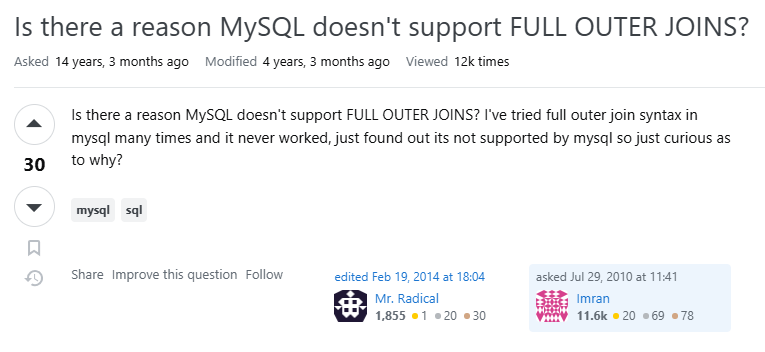 Is there a reason MySQL doesn't support FULL OUTER JOINS?
Asked 14 years, 3 months ago Modified 4 years, 3 months ago Viewed 12k times
Is there a reason MySQL doesn't support FULL OUTER JOINS? I've tried full outer join syntax in
mysql many times and it never worked, just found out its not supported by mysql so just curious as
to why?
30
mysql sql
Share Improve this question Follow
edited Feb 19, 2014 at 18:04
Mr. Radical
1,855 1 20 30
asked Jul 29, 2010 at 11:41
Imran
11.6k 20 69 78